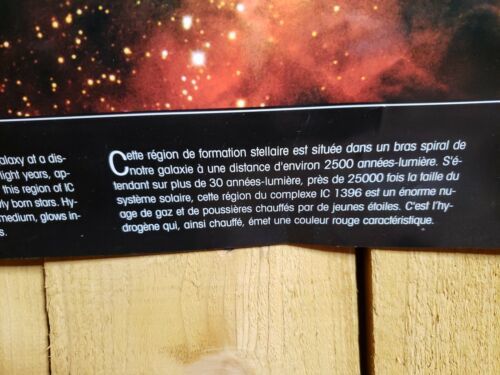 alaxy at a dis-
light years, ap-
this region of IC
ly born stars. Hy-
medium, glows in-
s.
Cette région de formation stellaire est située dans un bras spiral de
notre galaxie à une distance d'environ 2500 années-lumière. S'é-
tendant sur plus de 30 années-lumière, près de 25000 fois la taille du
système solaire, cette région du complexe IC 1396 est un énorme nu-
age de gaz et de poussières chauffés par de jeunes étoiles. C'est l'hy-
drogène qui, ainsi chauffé, émet une couleur rouge caractéristique.